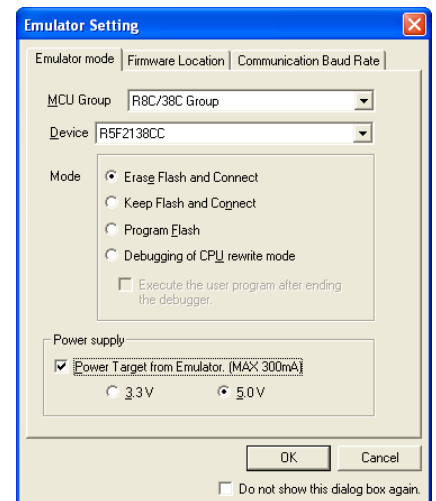 Emulator Setting
Emulator mode Firmware Location Communication Baud Rate
MCU Group R8C/38C Group
Device R5F2138CC
Mode Erase Flash and Connect
Keep Flash and Connect
Program Flash
Debugging of CPU rewrite mode
Execute the user program after ending
the debugger.
Power supply
Power Target from Emulator. (MAX 300mA)
3.3 V 5.0 V
OK Cancel
Do not show this dialog box again.